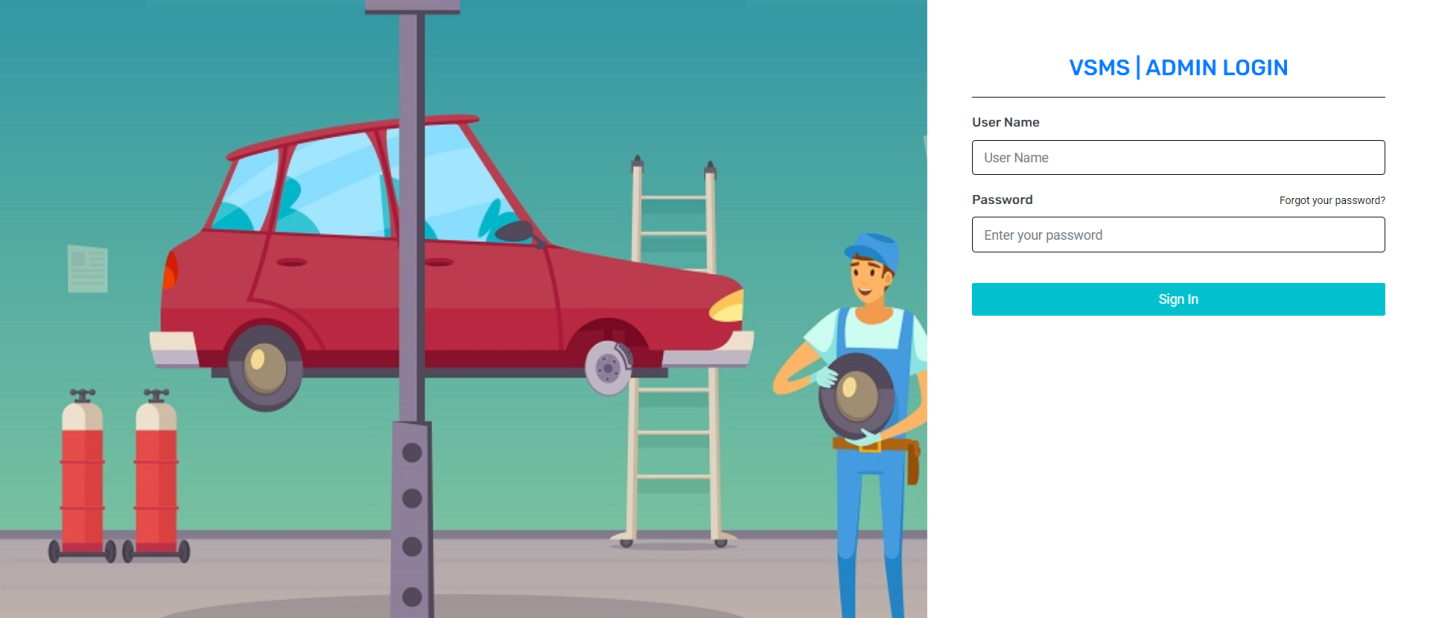 VSMS | ADMIN LOGIN
User Name
User Name
Password Forgot your password?
Enter your password
Sign In